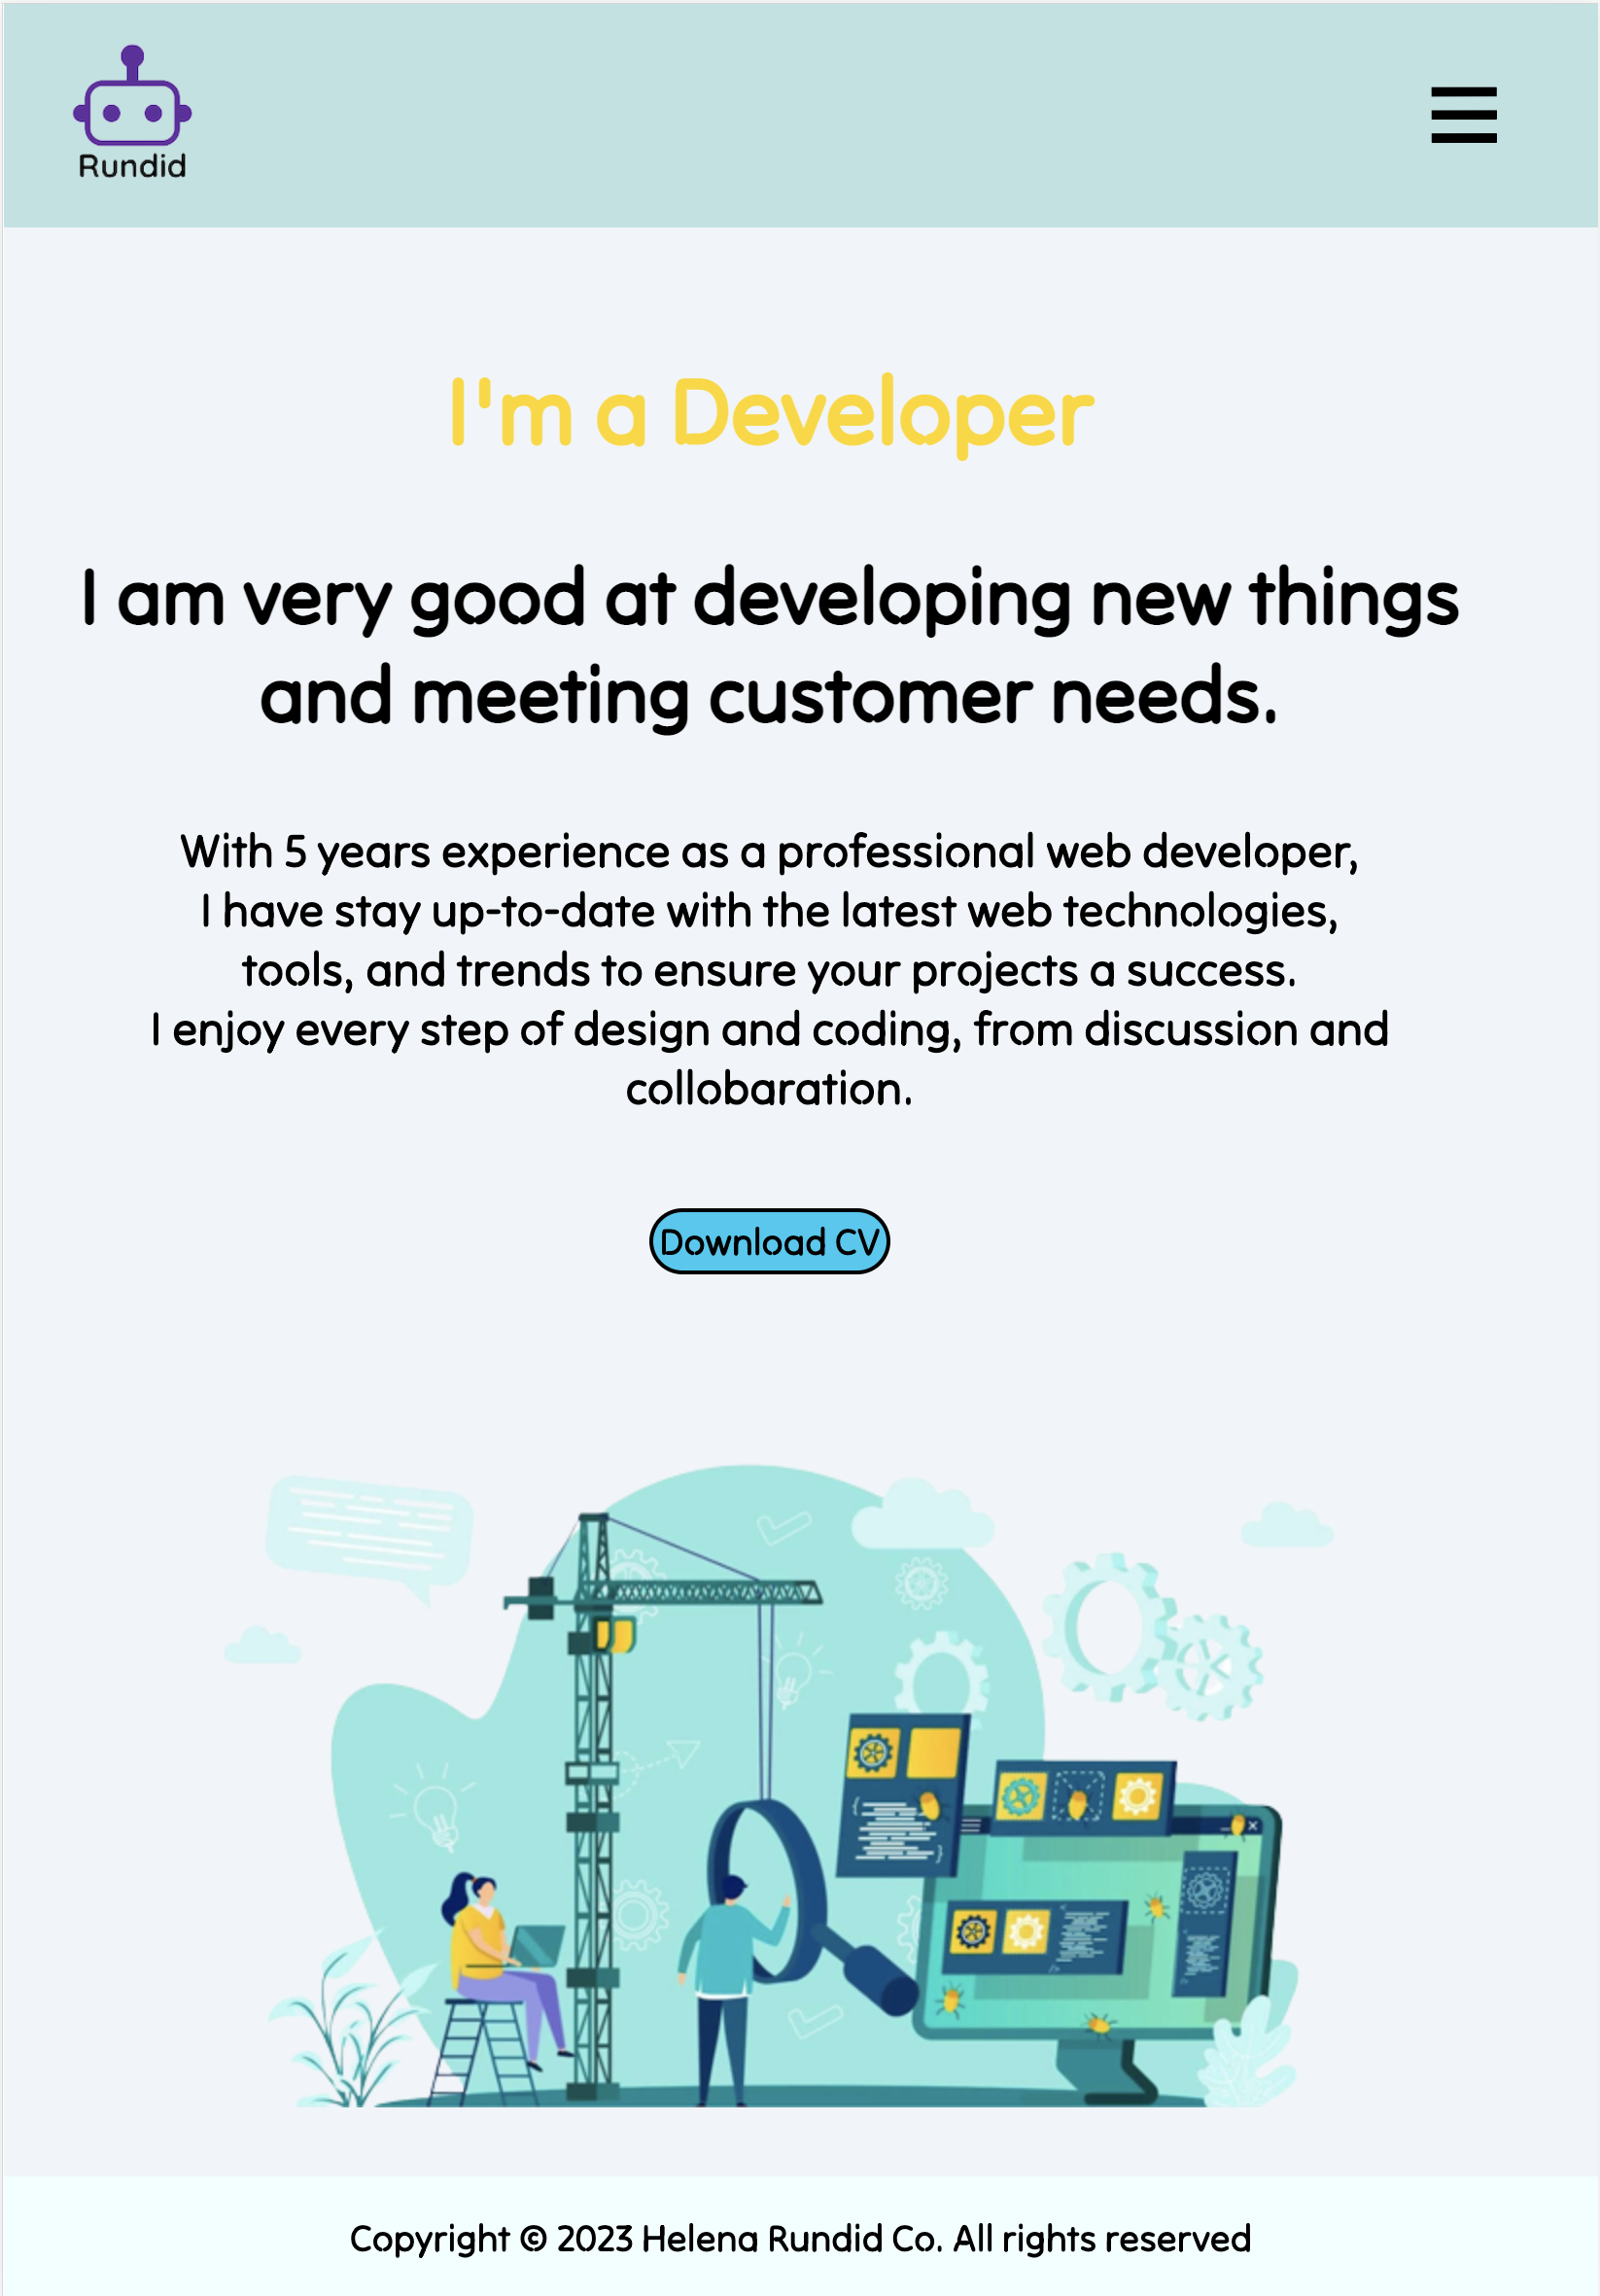 Rundid
I'm a Developer
I am very good at developing new things
and meeting customer needs.
With 5 years experience as a professional web developer,
I have stay up-to-date with the latest web technologies,
tools, and trends to ensure your projects a success.
I enjoy every step of design and coding, from discussion and
collobaration.
Download CV
Copyright © 2023 Helena Rundid Co. All rights reserved